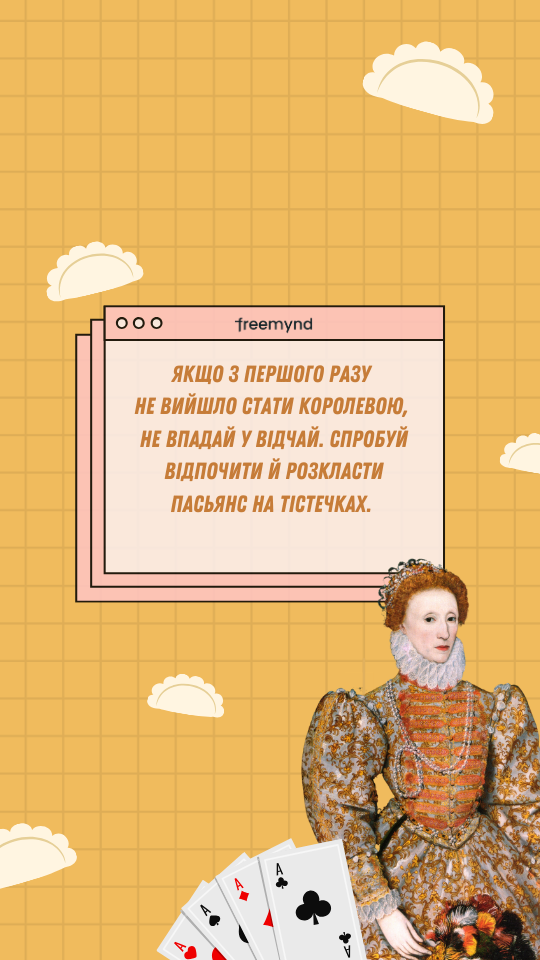 freemynd
ЯКЩО З ПЕРШОГО РАЗУ
НЕ ВИЙШЛО СТАТИ КОРОЛЕВОЮ,
НЕ ВПАДАЙ У ВІДЧАЙ. СПРОБУЙ
ВІДПОЧИТИ Й РОЗКЛАСТИ
ПАСЬЯНС НА ТІСТЕЧКАХ.
A
A
A
A
A